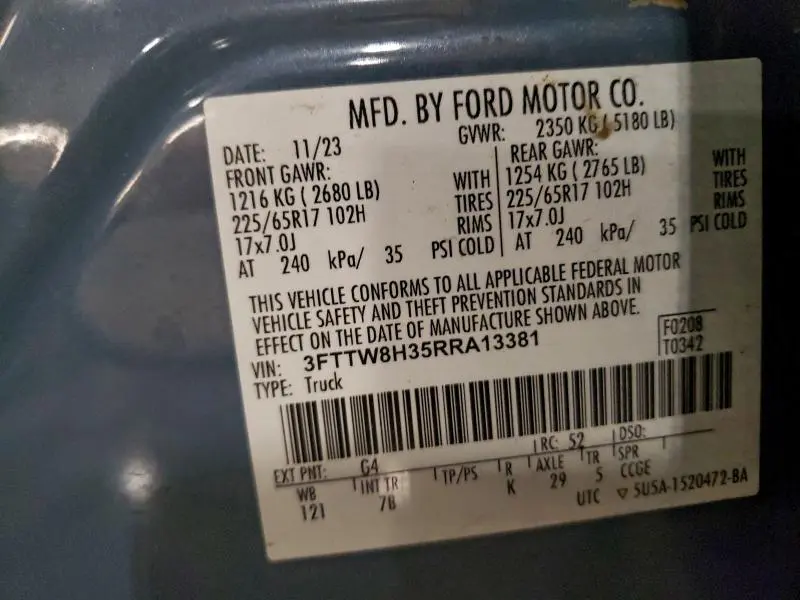 MFD. BY FORD MOTOR CO.
DATE: 11/23
GVWR: 2350 KG ( 5180 LB)
FRONT GAWR:
1216 KG ( 2680 LB) WITH
225/65R17 102H TIRES
17x7.0J RIMS
AT 240 kPa/ 35 PSI COLD
REAR GAWR:
1254 KG ( 2765 LB) WITH
225/65R17 102H TIRES
17x7.0J RIMS
AT 240 kPa/ 35 PSI COLD
THIS VEHICLE CONFORMS TO ALL APPLICABLE FEDERAL MOTOR
VEHICLE SAFETY AND THEFT PREVENTION STANDARDS IN
EFFECT ON THE DATE OF MANUFACTURE SHOWN ABOVE.
VIN: 3FTTW8H35RRA13381
TYPE: Truck
F0208
T0342
EXT PNT: G4 RC: 52 DSO:
WB INT TR TP/PS R AXLE TR SPR
121 7B K 29 5 CCGE
UTC ▽ 5U5A-1520472-BA